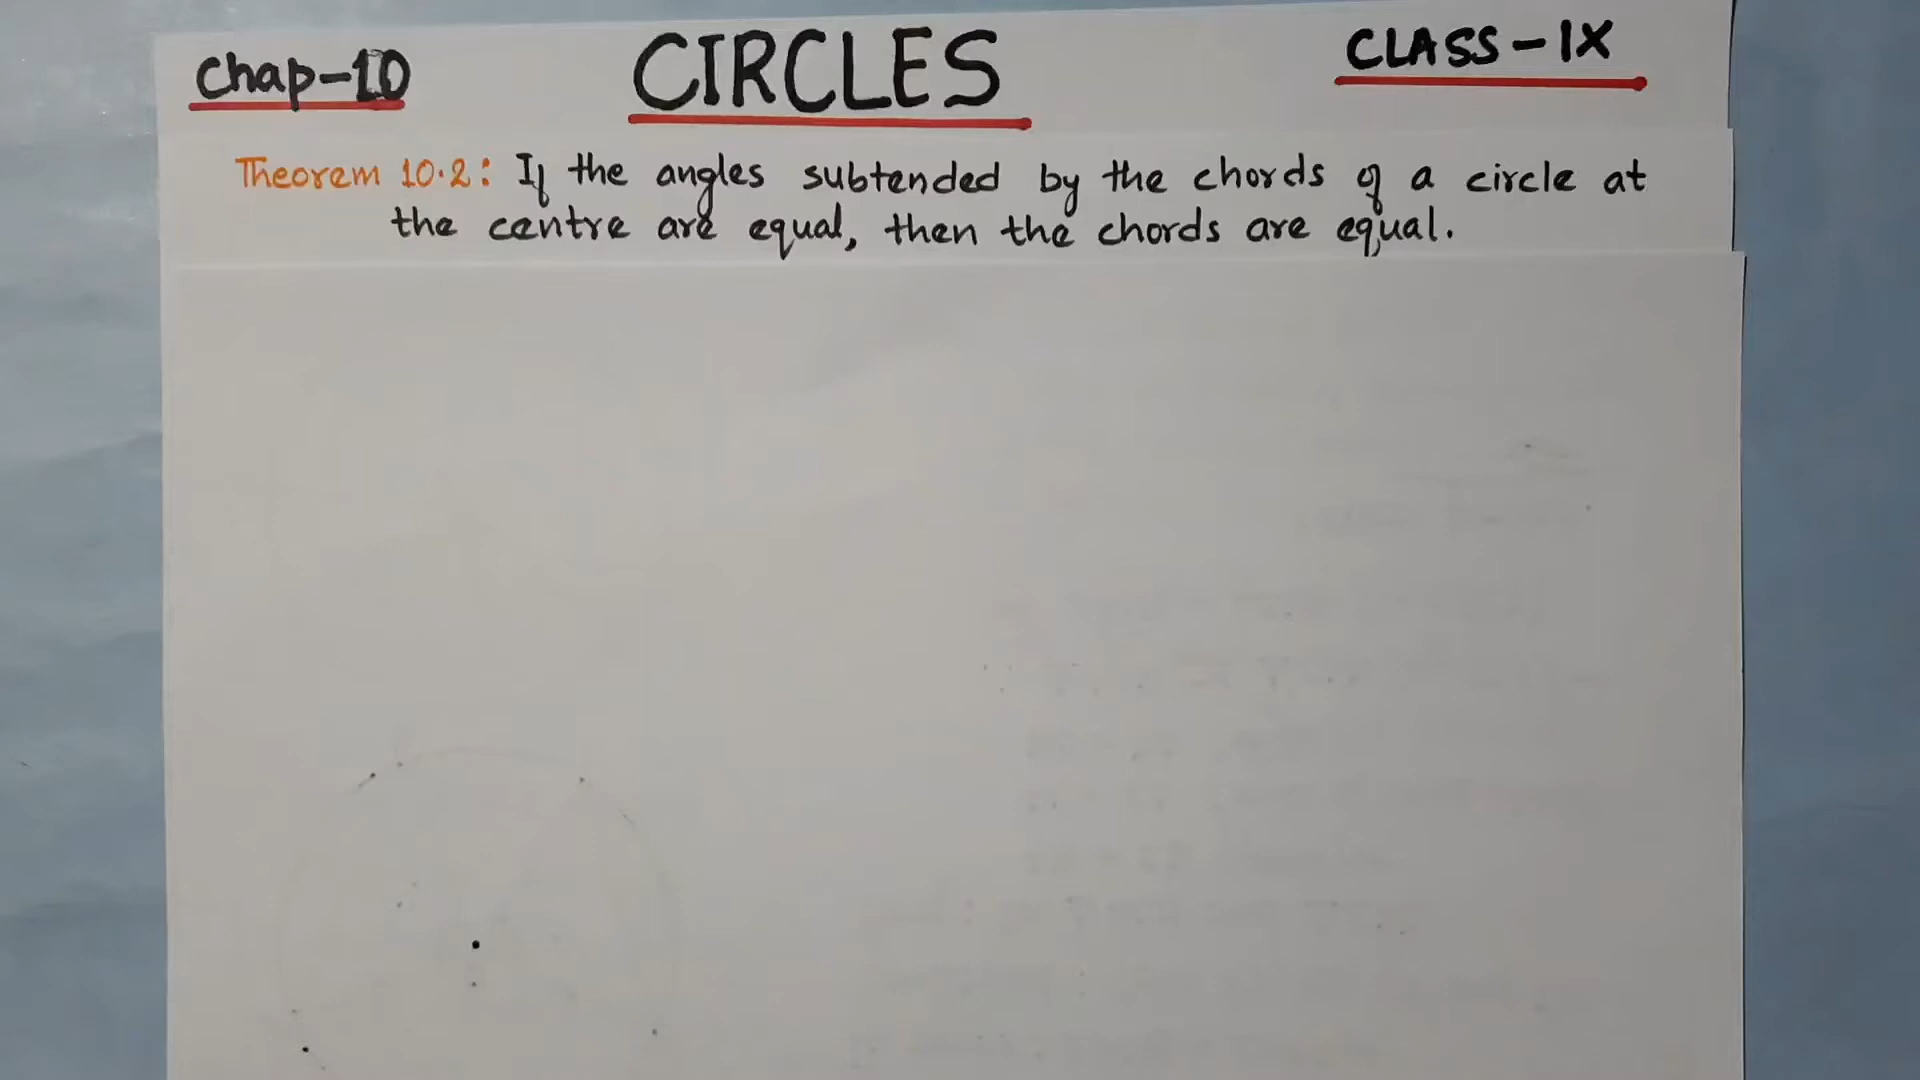 Chap-10 CIRCLES CLASS-IX
Theorem 10.2: If the angles subtended by the chords of a circle at
the centre are equal, then the chords are equal.